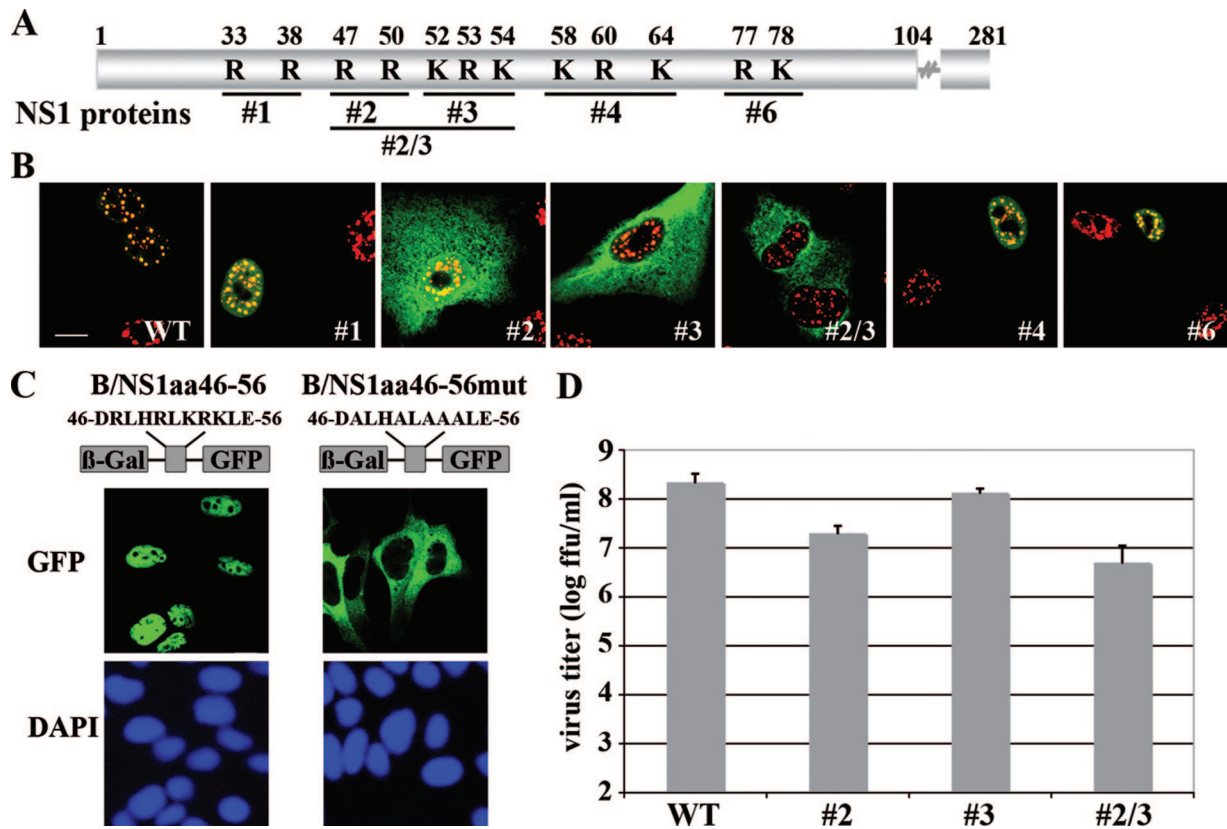 A
1 33 38 47 50 52 53 54 58 60 64 77 78 104 281
R R R R K R K K R K R K
NS1 proteins #1 #2 #3 #4 #6
#2/3
B
WT #1 #2 #3 #2/3 #4 #6
C
B/NS1aa46-56 B/NS1aa46-56mut
46-DRLHRLKRKLE-56 46-DALHALAAALE-56
ß-Gal GFP ß-Gal GFP
GFP
DAPI
D
virus titer (log ffu/ml)
9
8
7
6
5
4
3
2
WT #2 #3 #2/3